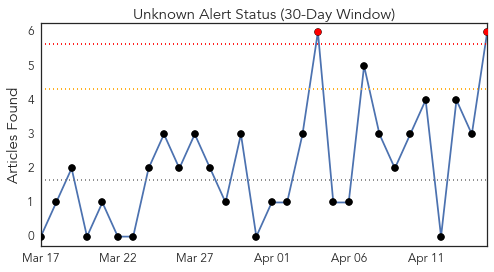 Unknown Alert Status (30-Day Window)
6
5
4
3
2
1
0
Articles Found
Mar 17 Mar 22 Mar 27 Apr 01 Apr 06 Apr 11